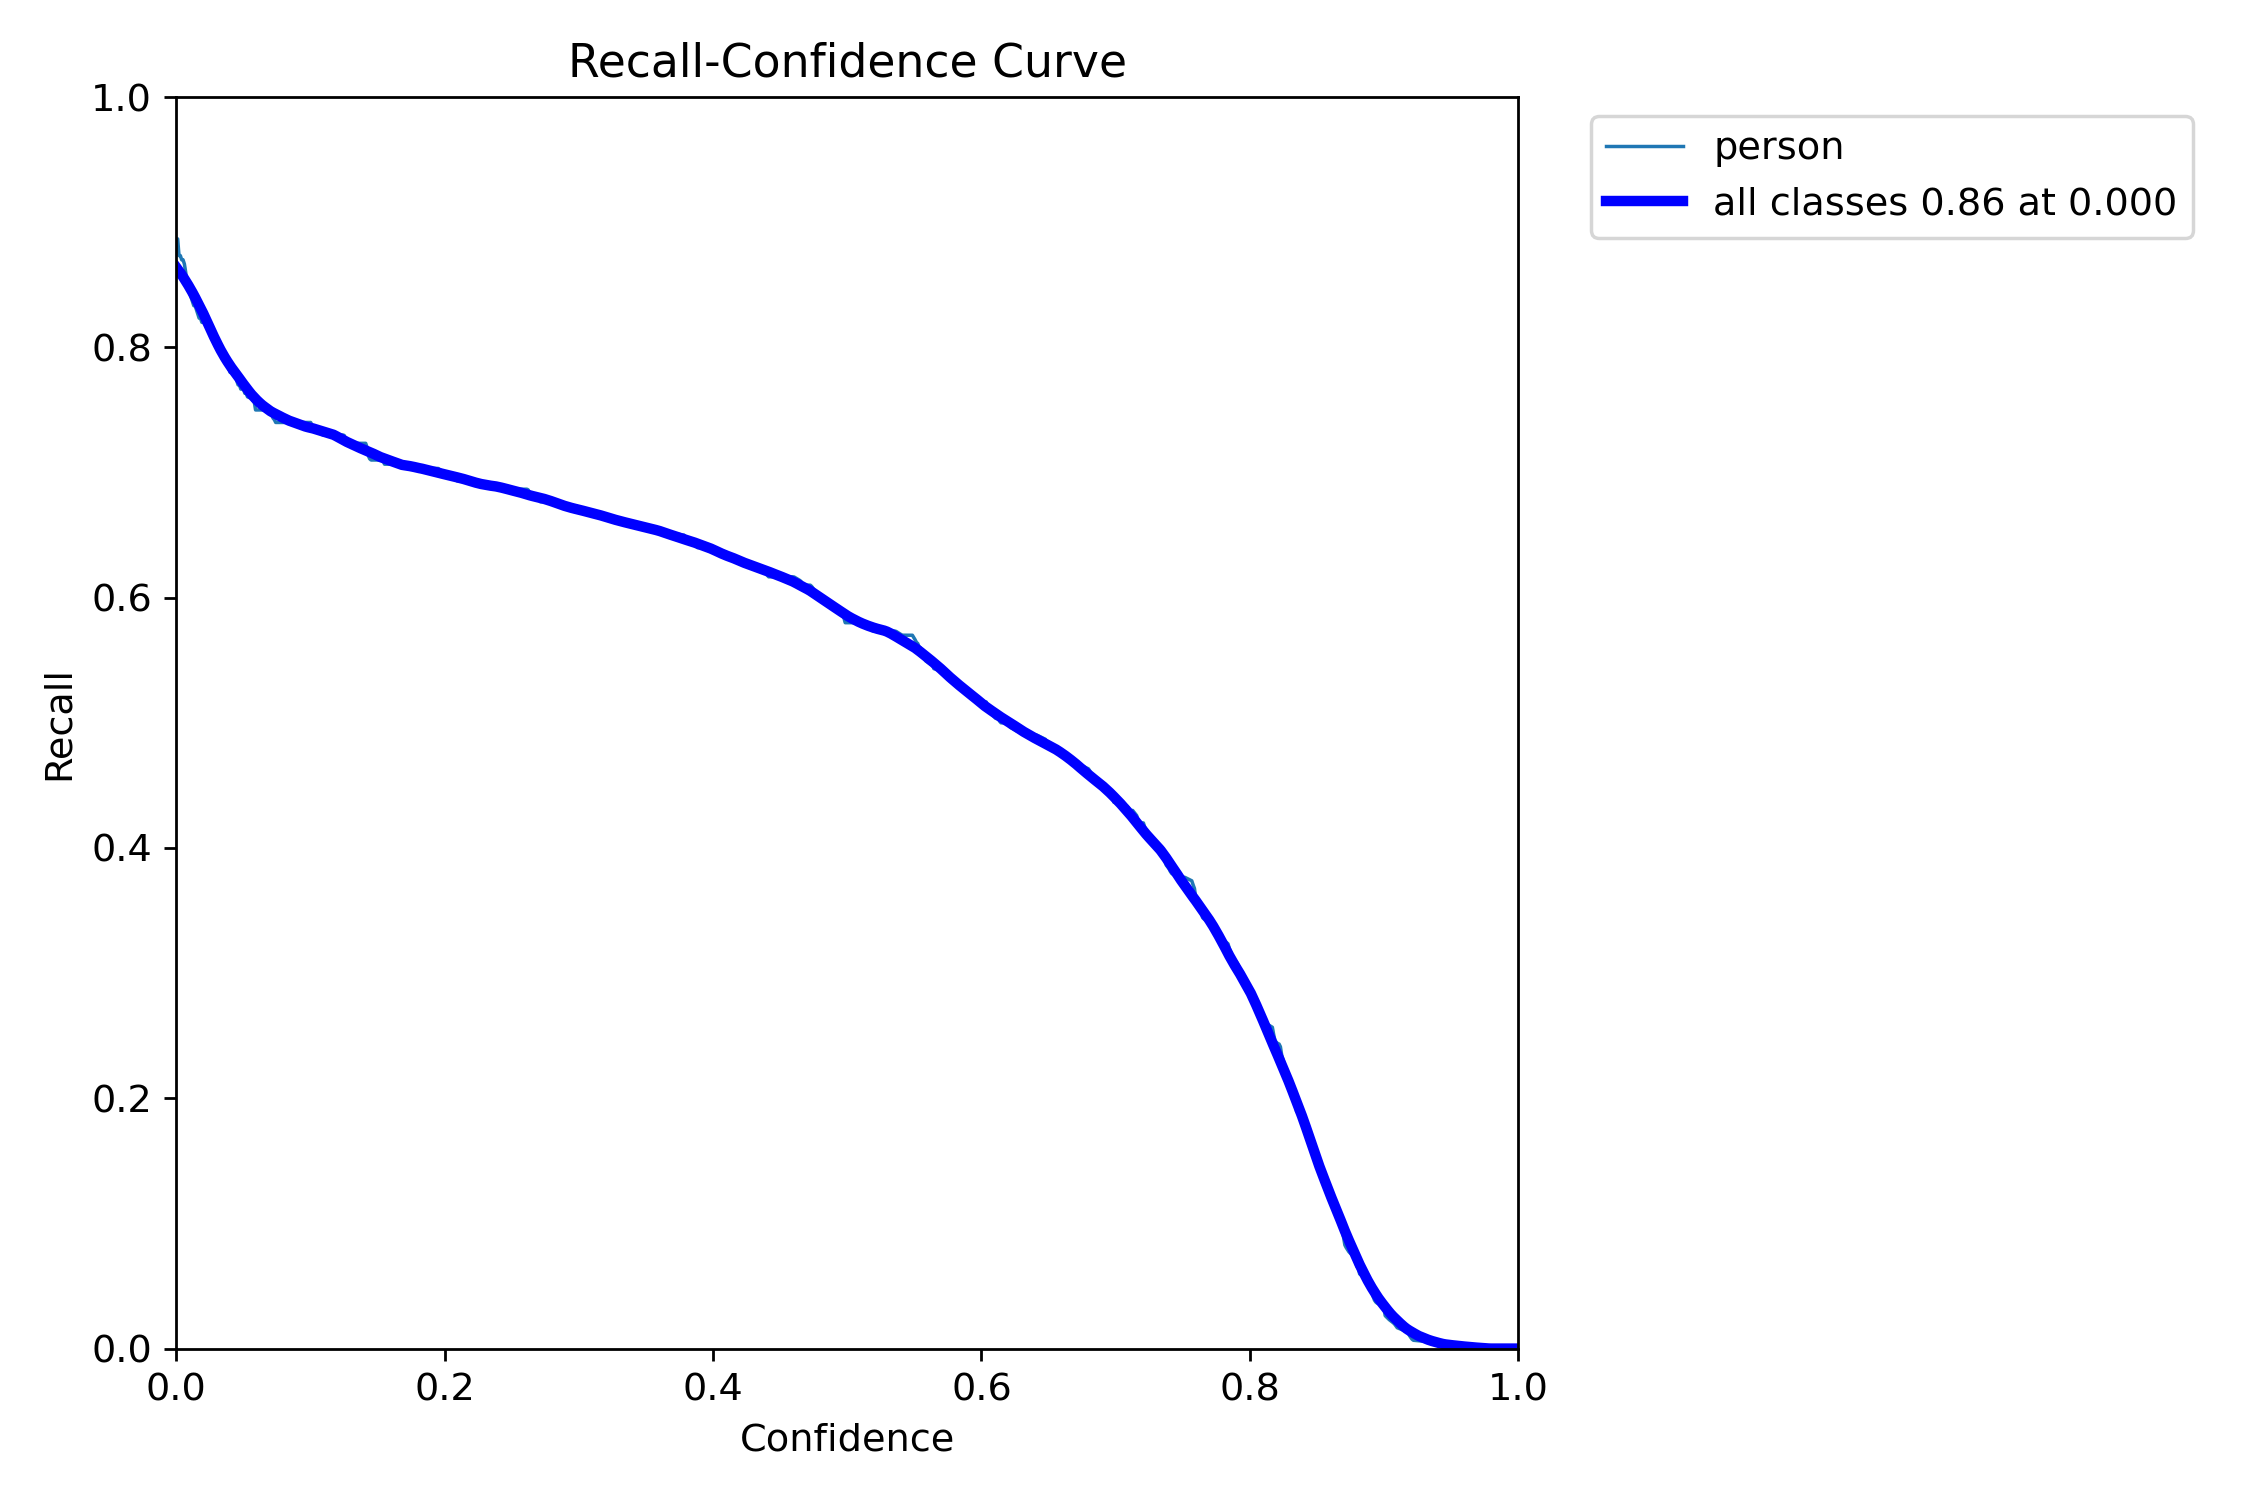 Recall-Confidence Curve
1.0
0.8
0.6
0.4
0.2
0.0
Recall
0.0 0.2 0.4 0.6 0.8 1.0
Confidence
person
all classes 0.86 at 0.000